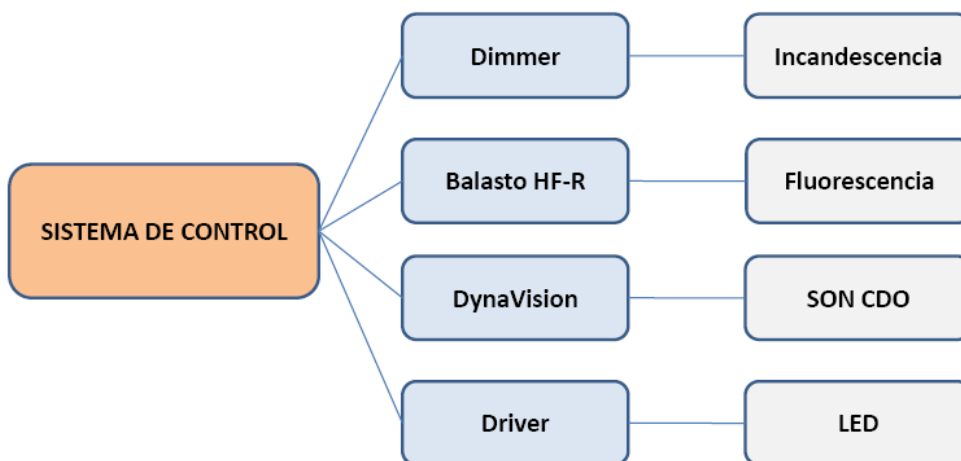 Dimmer
Incandescencia
Balasto HF-R
Fluorescencia
SISTEMA DE CONTROL
DynaVision
SON CDO
Driver
LED